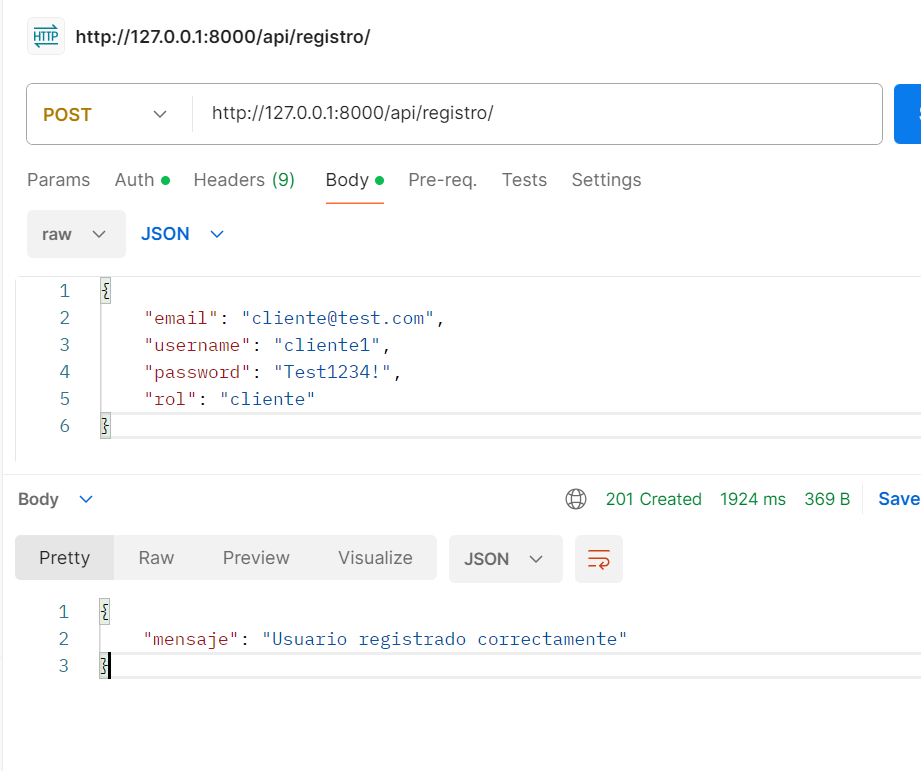 HTTP http://127.0.0.1:8000/api/registro/
POST http://127.0.0.1:8000/api/registro/
Params Auth Headers (9) Body Pre-req. Tests Settings
raw JSON
1 {
2 "email": "cliente@test.com",
3 "username": "cliente1",
4 "password": "Test1234!",
5 "rol": "cliente"
6 }
Body 201 Created 1924 ms 369 B Save
Pretty Raw Preview Visualize JSON
1 {
2 "mensaje": "Usuario registrado correctamente"
3 }